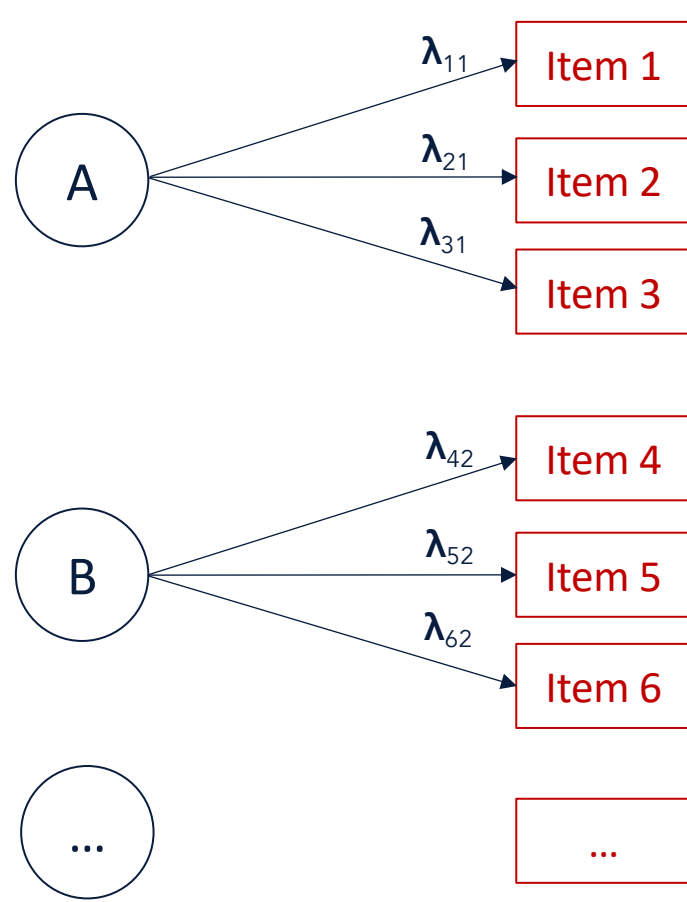 λ₁₁
Item 1
λ₂₁
A
Item 2
λ₃₁
Item 3
λ₄₂
Item 4
λ₅₂
B
Item 5
λ₆₂
Item 6
...
...